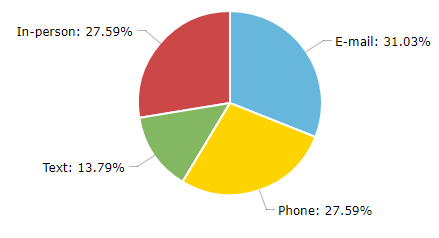 In-person: 27.59%
E-mail: 31.03%
Text: 13.79%
Phone: 27.59%